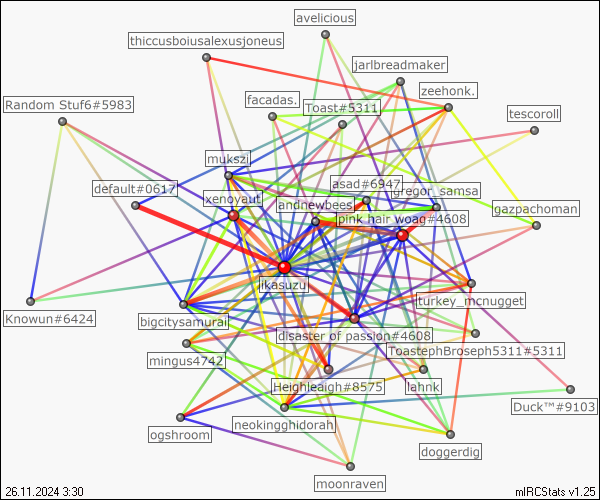 avelicious
thiccusboiusalexusjoneus
jarlbreadmaker
zeehonk.
Random Stuf6#5983
facadas.
Toast#5311
tescoroll
mukszi
default#0617
xenoyaut
asad#6947
gregor_samsa
andnewbees
pink hair woag#4608
gazpachoman
jikasuzui
turkey_mcnugget
Knowun#6424
bigcitysamurai
disaster of passion#4608
mingus4742
ToastephBroseph5311#5311
Heighleaigh#8575
lahnk
Duck™#9103
ogshroom
neokingghidorah
doggerdig
moonraven
26.11.2024 3:30
mIRCStats v1.25